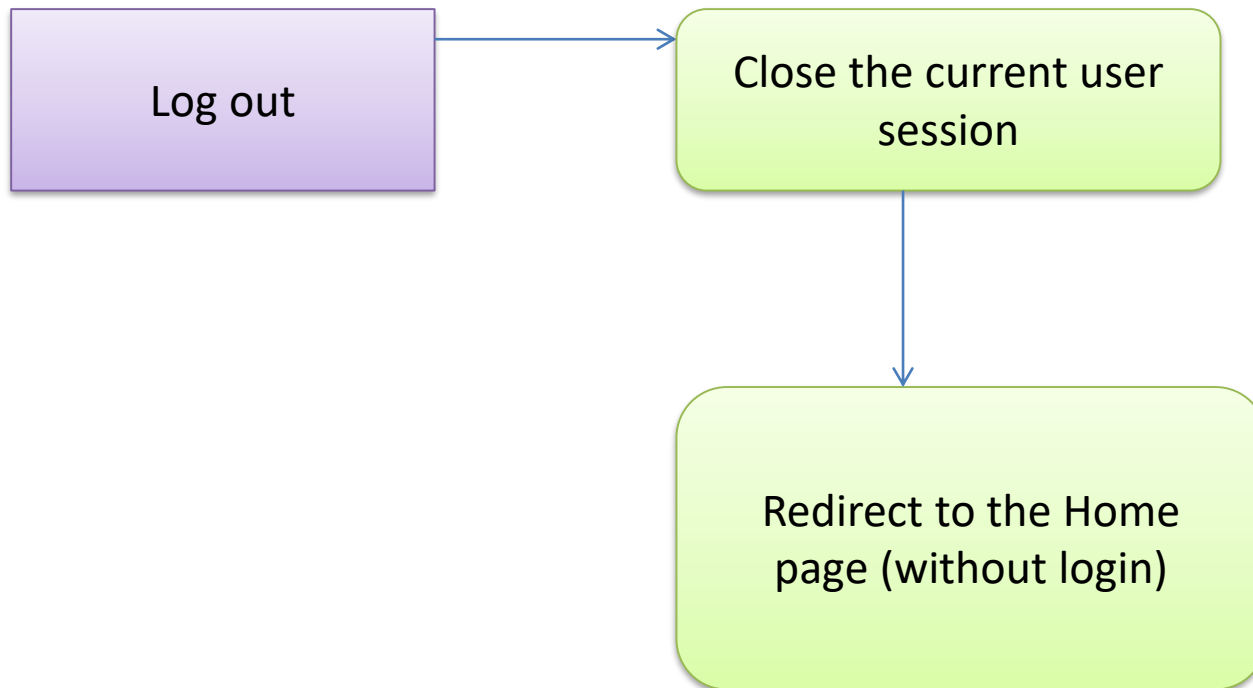 Log out
Close the current user
session
Redirect to the Home
page (without login)